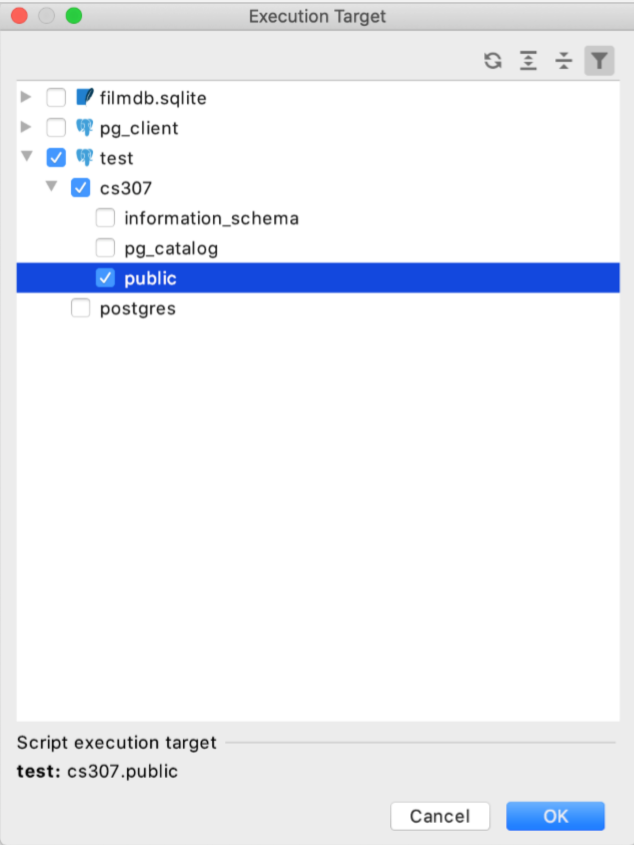 Execution Target
filmdb.sqlite
pg_client
test
cs307
information_schema
pg_catalog
public
postgres
Script execution target
test: cs307.public
Cancel
OK